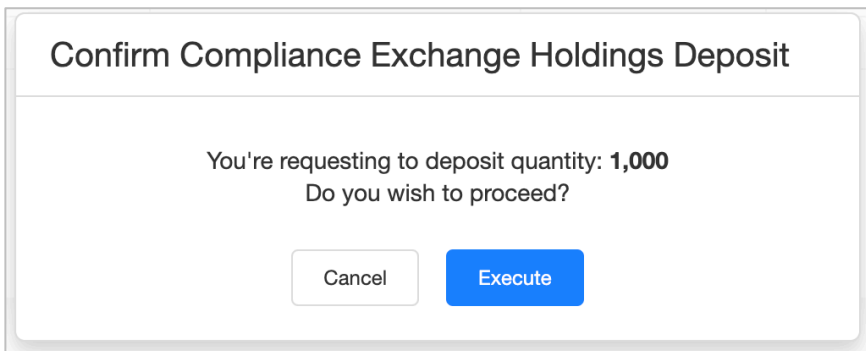 Confirm Compliance Exchange Holdings Deposit
You're requesting to deposit quantity: 1,000
Do you wish to proceed?
Cancel
Execute